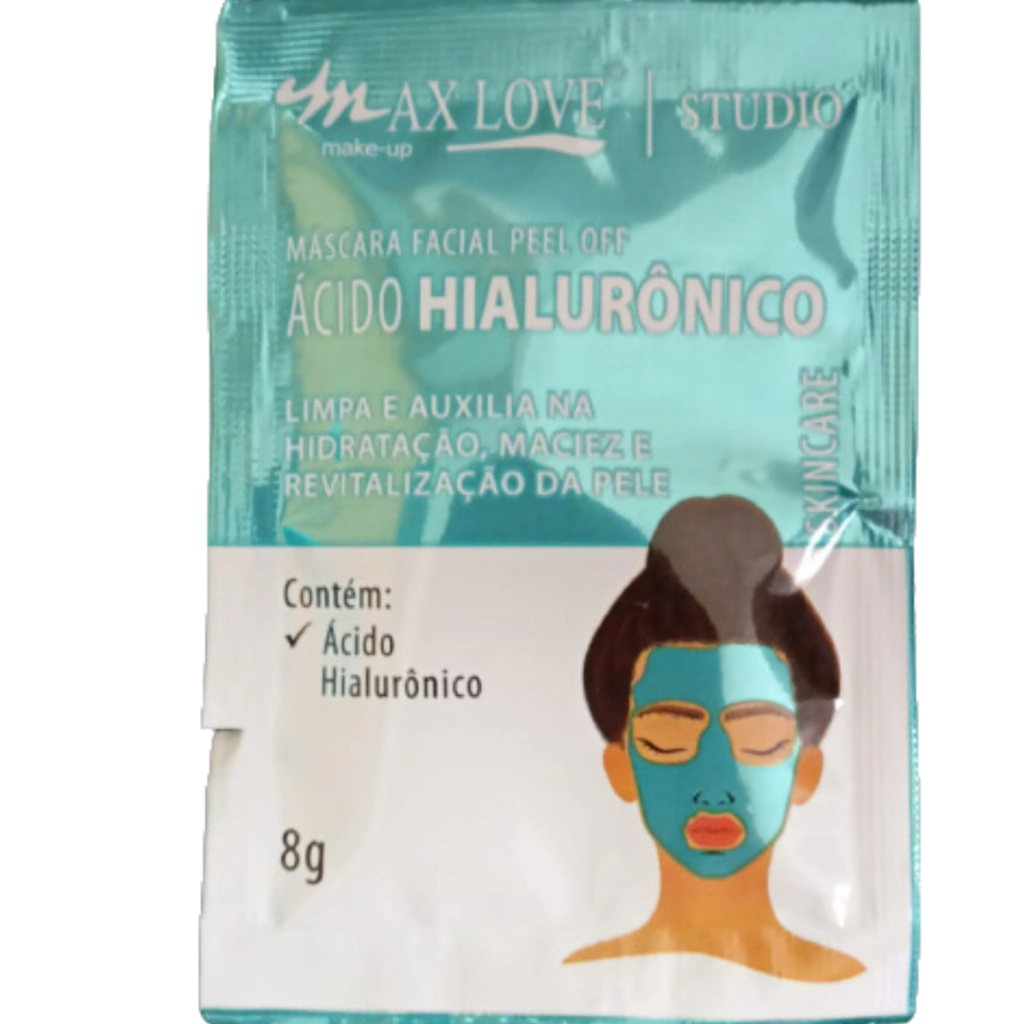 MAX LOVE® | STUDIO
make-up
MÁSCARA FACIAL PEEL OFF
ÁCIDO HIALURÔNICO
LIMPA E AUXILIA NA
HIDRATAÇÃO, MACIEZ E
REVITALIZAÇÃO DA PELE
SKINCARE
Contém:
✓ Ácido
Hialurônico
8g